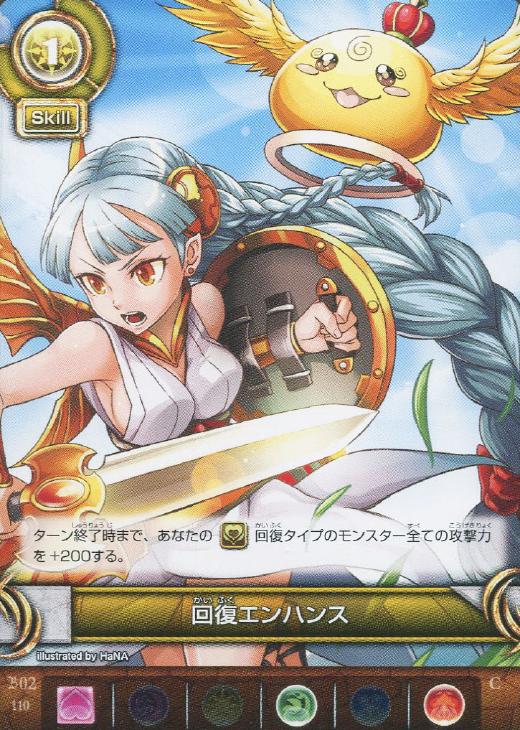 1
Skill
ターン終了時まで、あなたの 回復タイプのモンスター全ての攻撃力
を+200する。
回復エンハンス
illustrated by HaNA
B02
110
C